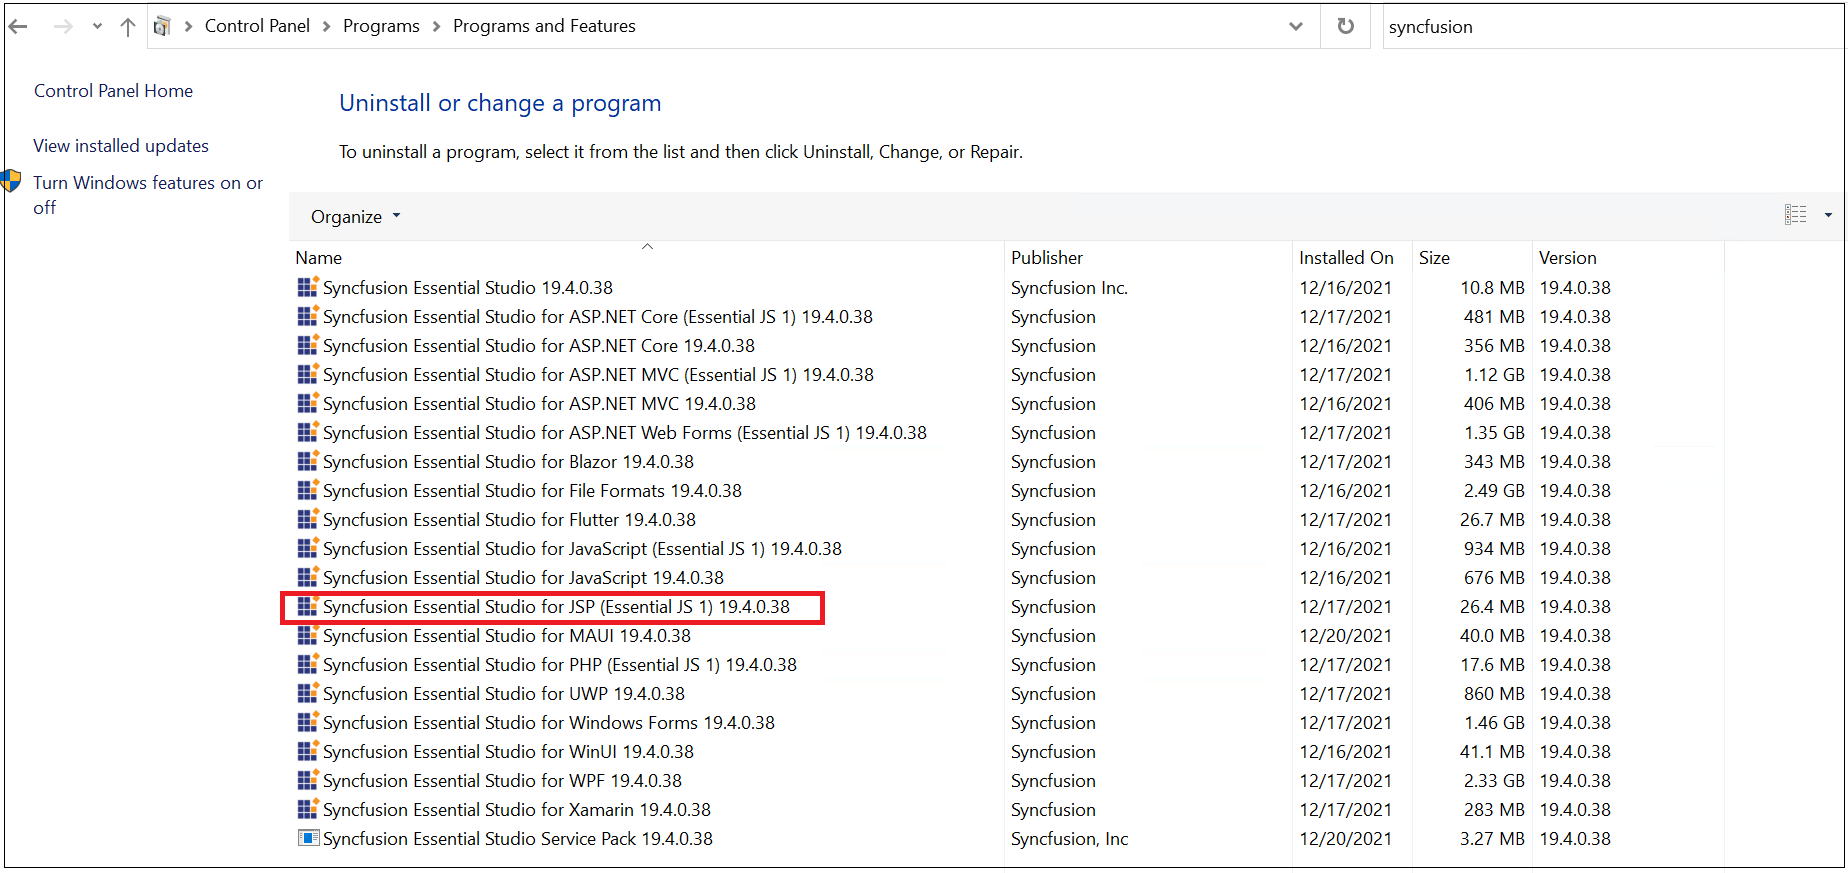 Control Panel Programs Programs and Features syncfusion
Control Panel Home
View installed updates
Turn Windows features on or
off
Uninstall or change a program
To uninstall a program, select it from the list and then click Uninstall, Change, or Repair.
Organize
Name Publisher Installed On Size Version
Syncfusion Essential Studio 19.4.0.38 Syncfusion Inc. 12/16/2021 10.8 MB 19.4.0.38
Syncfusion Essential Studio for ASP.NET Core (Essential JS 1) 19.4.0.38 Syncfusion 12/17/2021 481 MB 19.4.0.38
Syncfusion Essential Studio for ASP.NET Core 19.4.0.38 Syncfusion 12/16/2021 356 MB 19.4.0.38
Syncfusion Essential Studio for ASP.NET MVC (Essential JS 1) 19.4.0.38 Syncfusion 12/17/2021 1.12 GB 19.4.0.38
Syncfusion Essential Studio for ASP.NET MVC 19.4.0.38 Syncfusion 12/16/2021 406 MB 19.4.0.38
Syncfusion Essential Studio for ASP.NET Web Forms (Essential JS 1) 19.4.0.38 Syncfusion 12/17/2021 1.35 GB 19.4.0.38
Syncfusion Essential Studio for Blazor 19.4.0.38 Syncfusion 12/16/2021 343 MB 19.4.0.38
Syncfusion Essential Studio for File Formats 19.4.0.38 Syncfusion 12/16/2021 2.49 GB 19.4.0.38
Syncfusion Essential Studio for Flutter 19.4.0.38 Syncfusion 12/17/2021 26.7 MB 19.4.0.38
Syncfusion Essential Studio for JavaScript (Essential JS 1) 19.4.0.38 Syncfusion 12/16/2021 934 MB 19.4.0.38
Syncfusion Essential Studio for JavaScript 19.4.0.38 Syncfusion 12/16/2021 676 MB 19.4.0.38
Syncfusion Essential Studio for JSP (Essential JS 1) 19.4.0.38 Syncfusion 12/17/2021 26.4 MB 19.4.0.38
Syncfusion Essential Studio for MAUI 19.4.0.38 Syncfusion 12/20/2021 40.0 MB 19.4.0.38
Syncfusion Essential Studio for PHP (Essential JS 1) 19.4.0.38 Syncfusion 12/17/2021 17.6 MB 19.4.0.38
Syncfusion Essential Studio for UWP 19.4.0.38 Syncfusion 12/17/2021 860 MB 19.4.0.38
Syncfusion Essential Studio for Windows Forms 19.4.0.38 Syncfusion 12/17/2021 1.46 GB 19.4.0.38
Syncfusion Essential Studio for WinUI 19.4.0.38 Syncfusion 12/16/2021 41.1 MB 19.4.0.38
Syncfusion Essential Studio for WPF 19.4.0.38 Syncfusion 12/17/2021 2.33 GB 19.4.0.38
Syncfusion Essential Studio for Xamarin 19.4.0.38 Syncfusion 12/17/2021 283 MB 19.4.0.38
Syncfusion Essential Studio Service Pack 19.4.0.38 Syncfusion, Inc 12/20/2021 3.27 MB 19.4.0.38